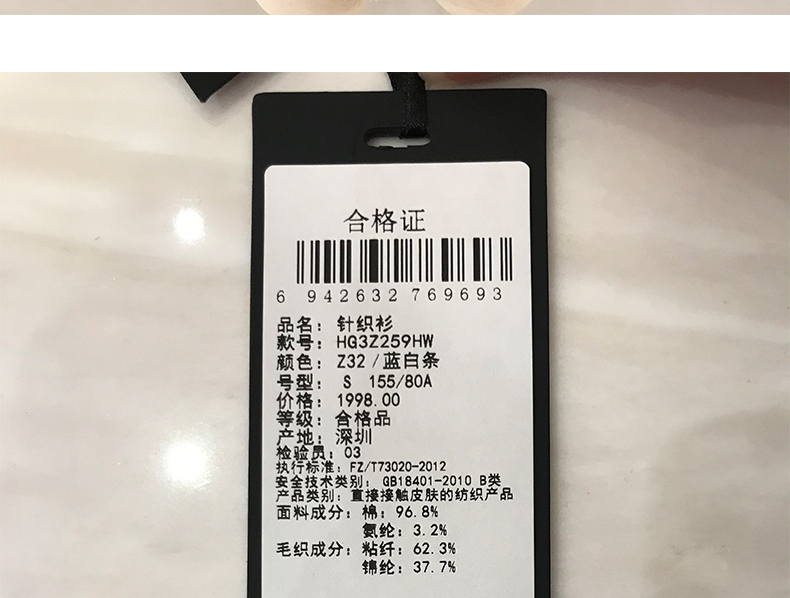 合格证
6 942632 769693
品名：针织衫
款号：HG3Z259HW
颜色：Z32 /蓝白条
号型： S 155/80A
价格：1998.00
等级：合格品
产地：深圳
检验员：03
执行标准：FZ/T73020-2012
安全技术类别： GB18401-2010 B类
产品类别：直接接触皮肤的纺织产品
面料成分：棉：96.8%
氨纶：3.2%
毛织成分：粘纤：62.3%
锦纶：37.7%